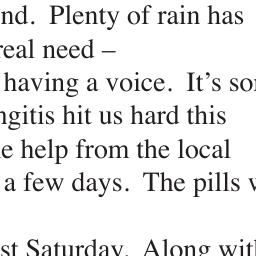 nd.  Plenty of rain has
real need –
having a voice.  It's so
ngitis hit us hard this
e help from the local
a few days.  The pills
st Saturday.  Along with